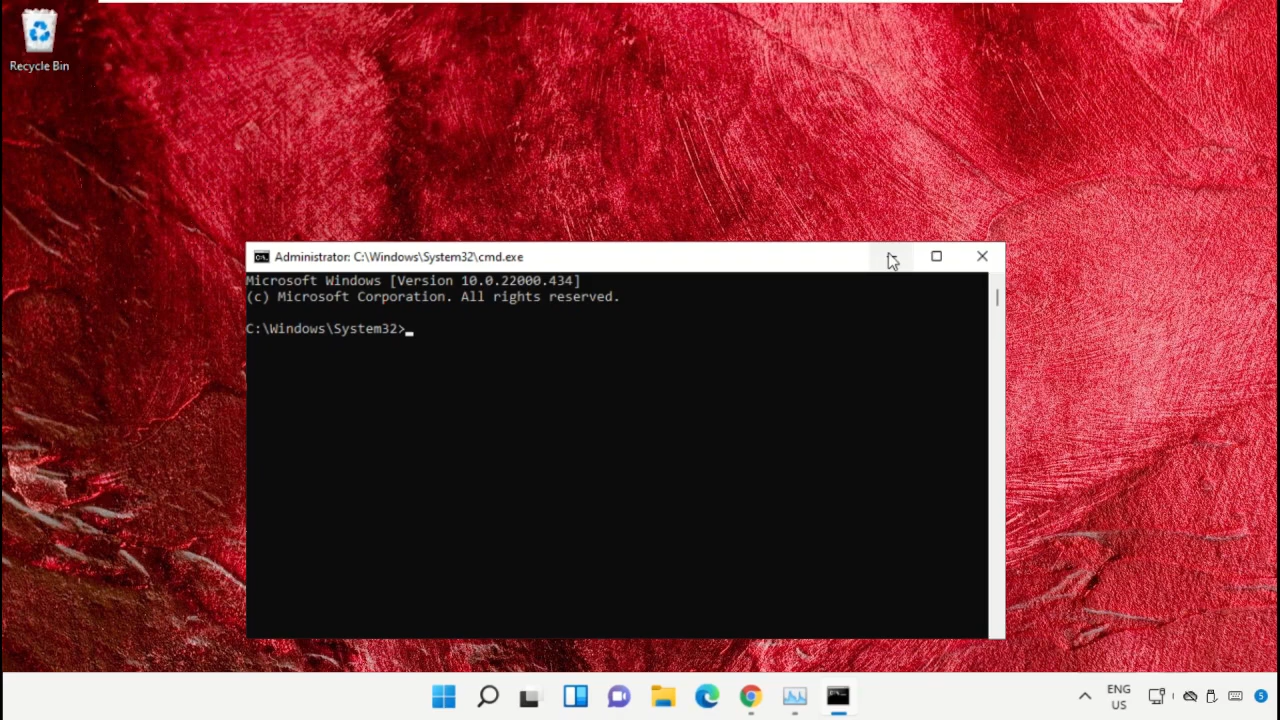 Recycle Bin
Administrator: C:\Windows\System32\cmd.exe
Microsoft Windows [Version 10.0.22000.434]
(c) Microsoft Corporation. All rights reserved.
C:\Windows\System32>
ENG
US
5